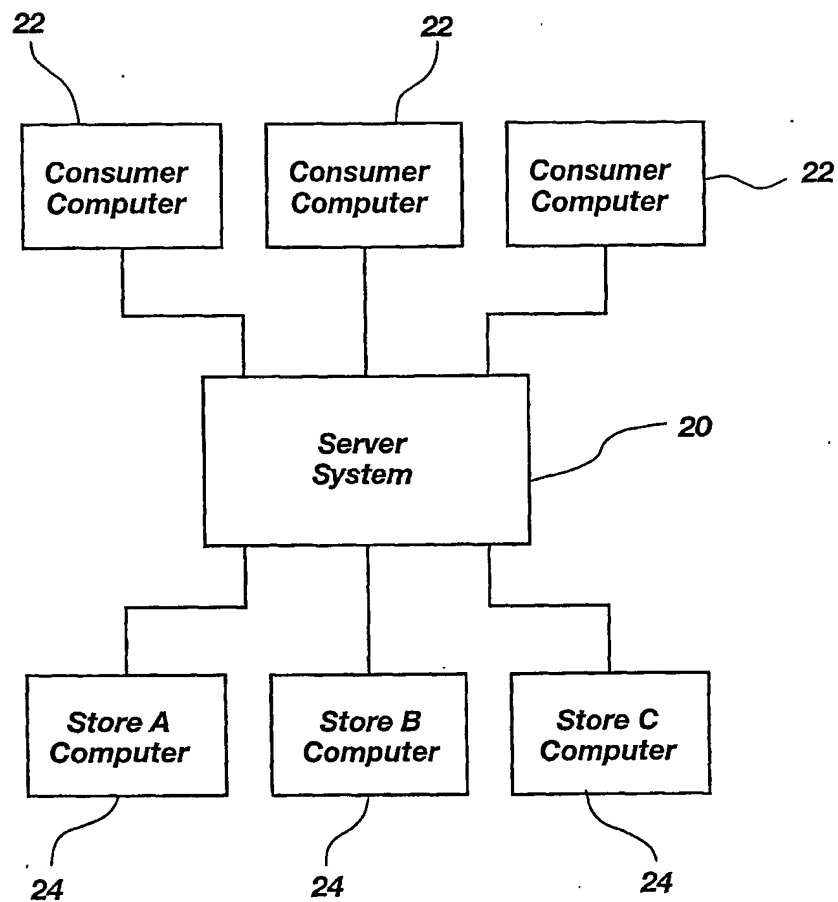 22
22
Consumer
Computer
Consumer
Computer
Consumer
Computer
22
Server
System
20
Store A
Computer
Store B
Computer
Store C
Computer
24
24
24